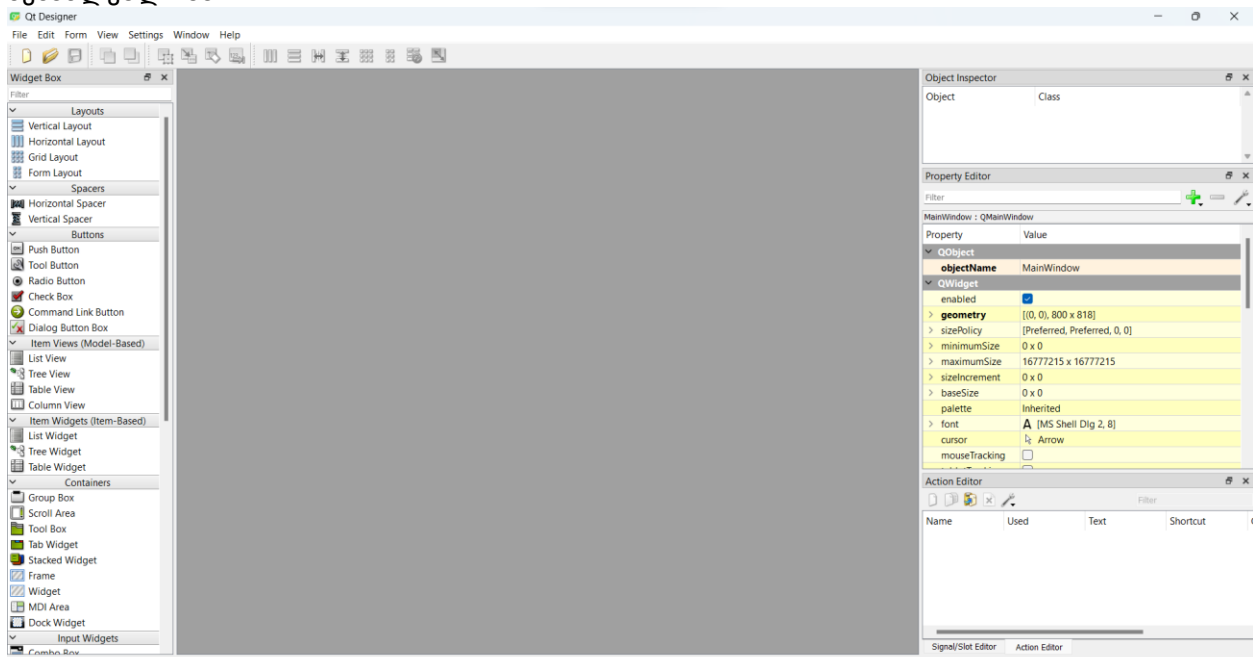 Qt Designer
File Edit Form View Settings Window Help
Widget Box
Filter
Layouts
Vertical Layout
Horizontal Layout
Grid Layout
Form Layout
Spacers
Horizontal Spacer
Vertical Spacer
Buttons
Push Button
Tool Button
Radio Button
Check Box
Command Link Button
Dialog Button Box
Item Views (Model-Based)
List View
Tree View
Table View
Column View
Item Widgets (Item-Based)
List Widget
Tree Widget
Table Widget
Containers
Group Box
Scroll Area
Tool Box
Tab Widget
Stacked Widget
Frame
Widget
MDI Area
Dock Widget
Input Widgets
Combo Box
Object Inspector
Object Class
Property Editor
Filter
MainWindow : QMainWindow
Property Value
QObject
objectName MainWindow
QWidget
enabled
geometry [(0, 0), 800 x 818]
sizePolicy [Preferred, Preferred, 0, 0]
minimumSize 0 x 0
maximumSize 16777215 x 16777215
sizeIncrement 0 x 0
baseSize 0 x 0
palette Inherited
font A [MS Shell Dlg 2, 8]
cursor Arrow
mouseTracking
Action Editor
Filter
Name Used Text Shortcut
Signal/Slot Editor Action Editor